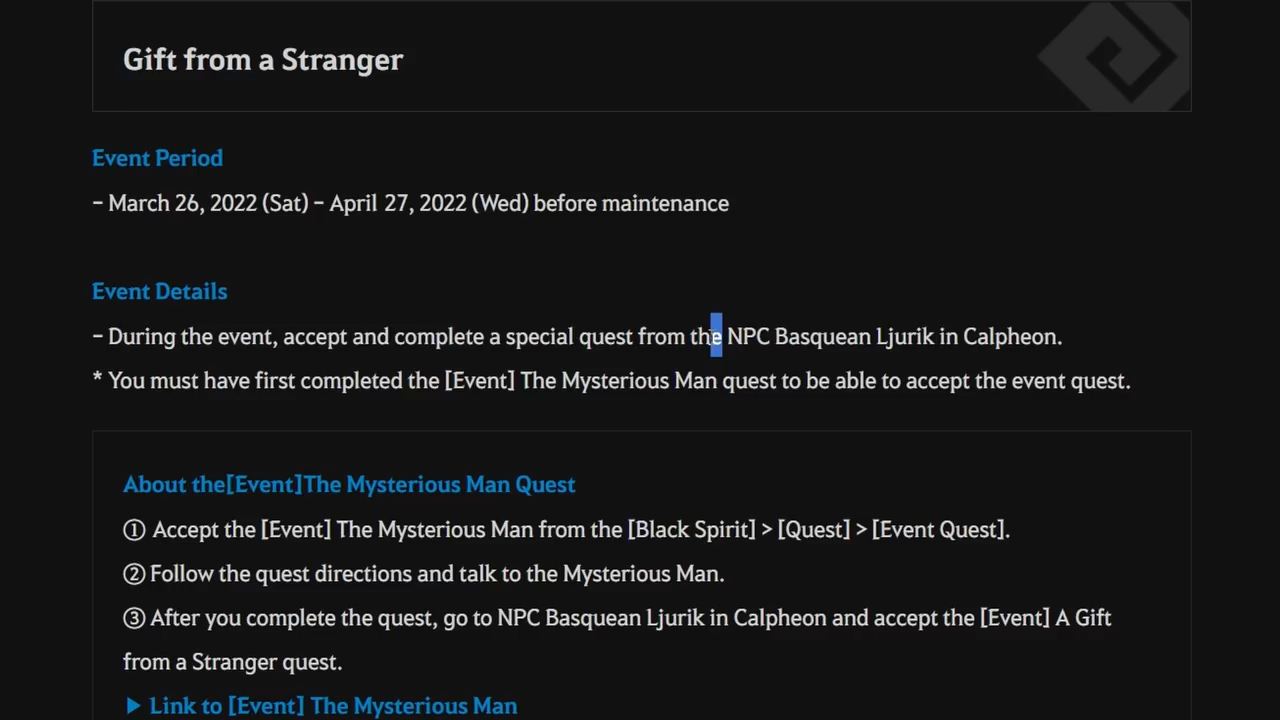 Gift from a Stranger
Event Period
– March 26, 2022 (Sat) – April 27, 2022 (Wed) before maintenance
Event Details
– During the event, accept and complete a special quest from the NPC Basquean Ljurik in Calpheon.
* You must have first completed the [Event] The Mysterious Man quest to be able to accept the event quest.
About the[Event]The Mysterious Man Quest
① Accept the [Event] The Mysterious Man from the [Black Spirit] > [Quest] > [Event Quest].
② Follow the quest directions and talk to the Mysterious Man.
③ After you complete the quest, go to NPC Basquean Ljurik in Calpheon and accept the [Event] A Gift
from a Stranger quest.
▶ Link to [Event] The Mysterious Man